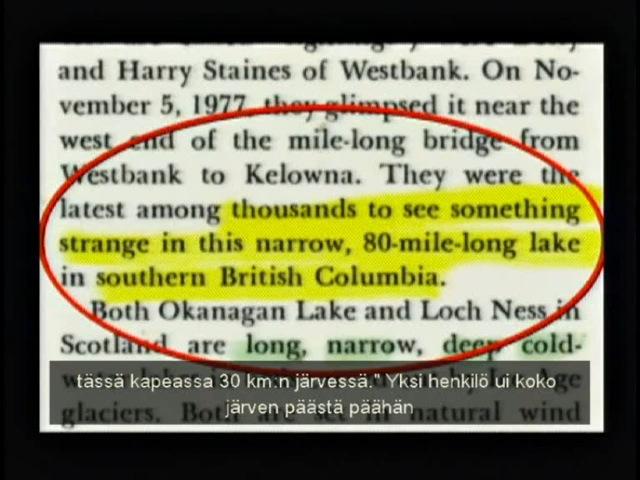 and Harry Staines of Westbank. On No-
vember 5, 1977, they glimpsed it near the
west end of the mile-long bridge from
Westbank to Kelowna. They were the
latest among thousands to see something
strange in this narrow, 80-mile-long lake
in southern British Columbia.
Both Okanagan Lake and Loch Ness in
Scotland are long, narrow, deep cold-
tässä kapeassa 30 km:n järvessä." Yksi henkilö ui koko
järven päästä päähän
glaciers. Both are set in natural wind